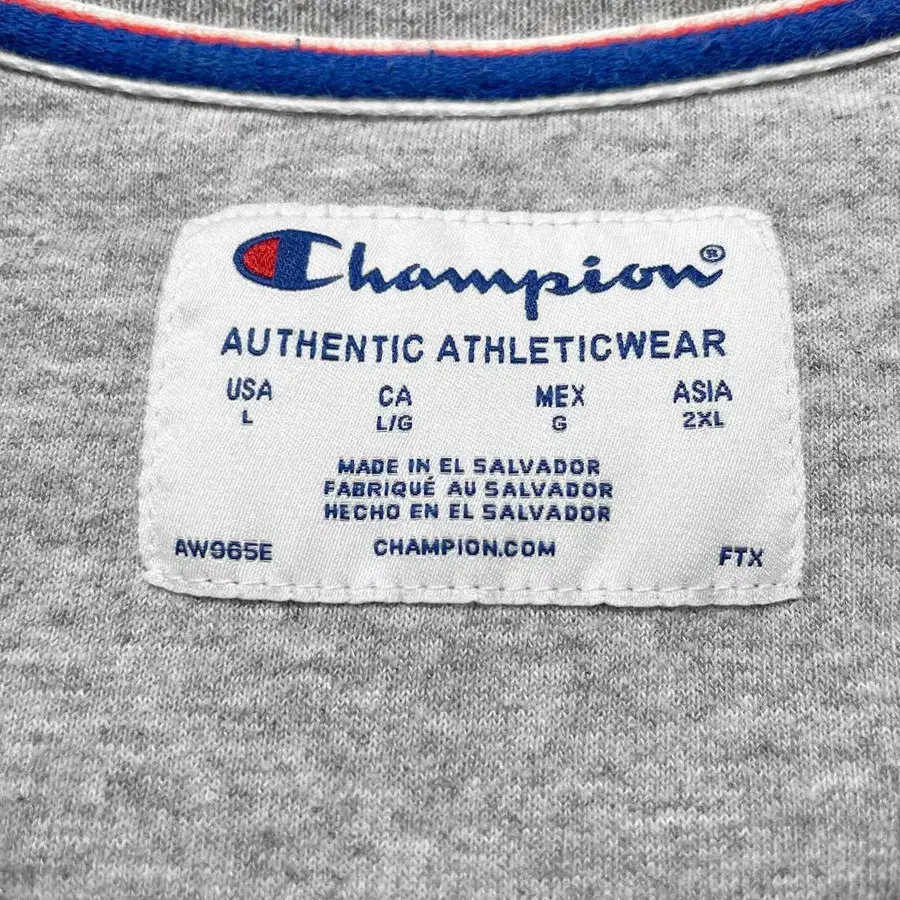 Champion®
AUTHENTIC ATHLETICWEAR
USA CA MEX ASIA
L L/G G 2XL
MADE IN EL SALVADOR
FABRIQUÉ AU SALVADOR
HECHO EN EL SALVADOR
AW965E CHAMPION.COM FTX